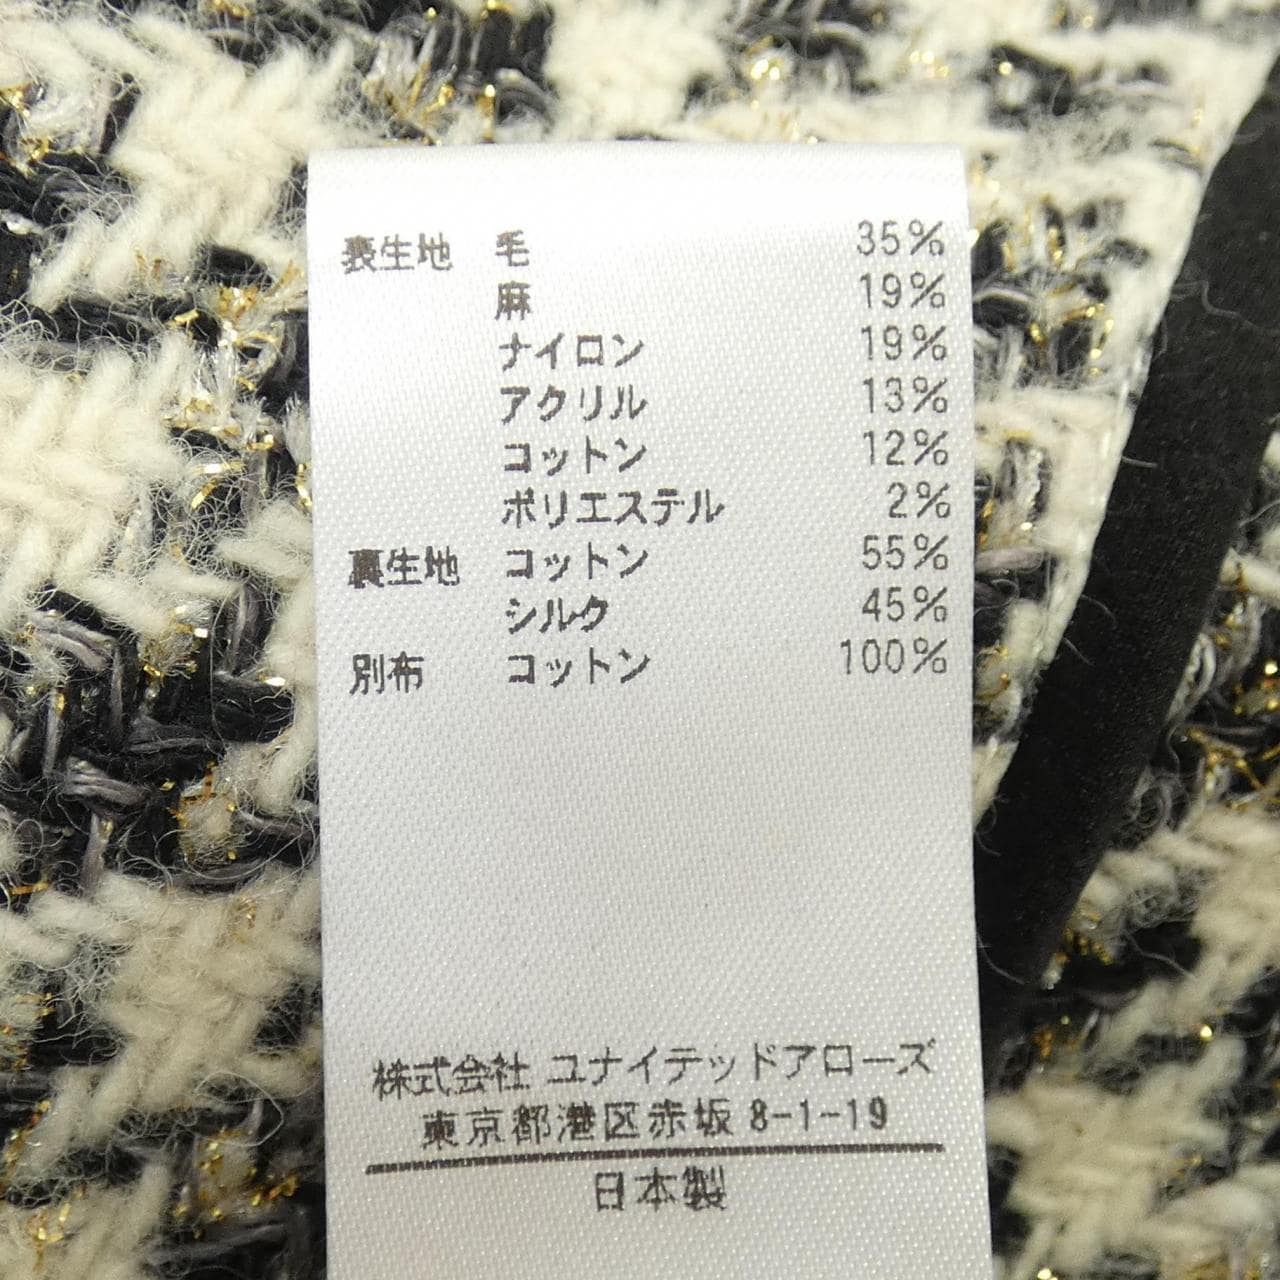 表生地 毛 35%
麻 19%
ナイロン 19%
アクリル 13%
コットン 12%
ポリエステル 2%
裏生地 コットン 55%
シルク 45%
別布 コットン 100%
株式会社 ユナイテッドアローズ
東京都港区赤坂 8-1-19
日本製